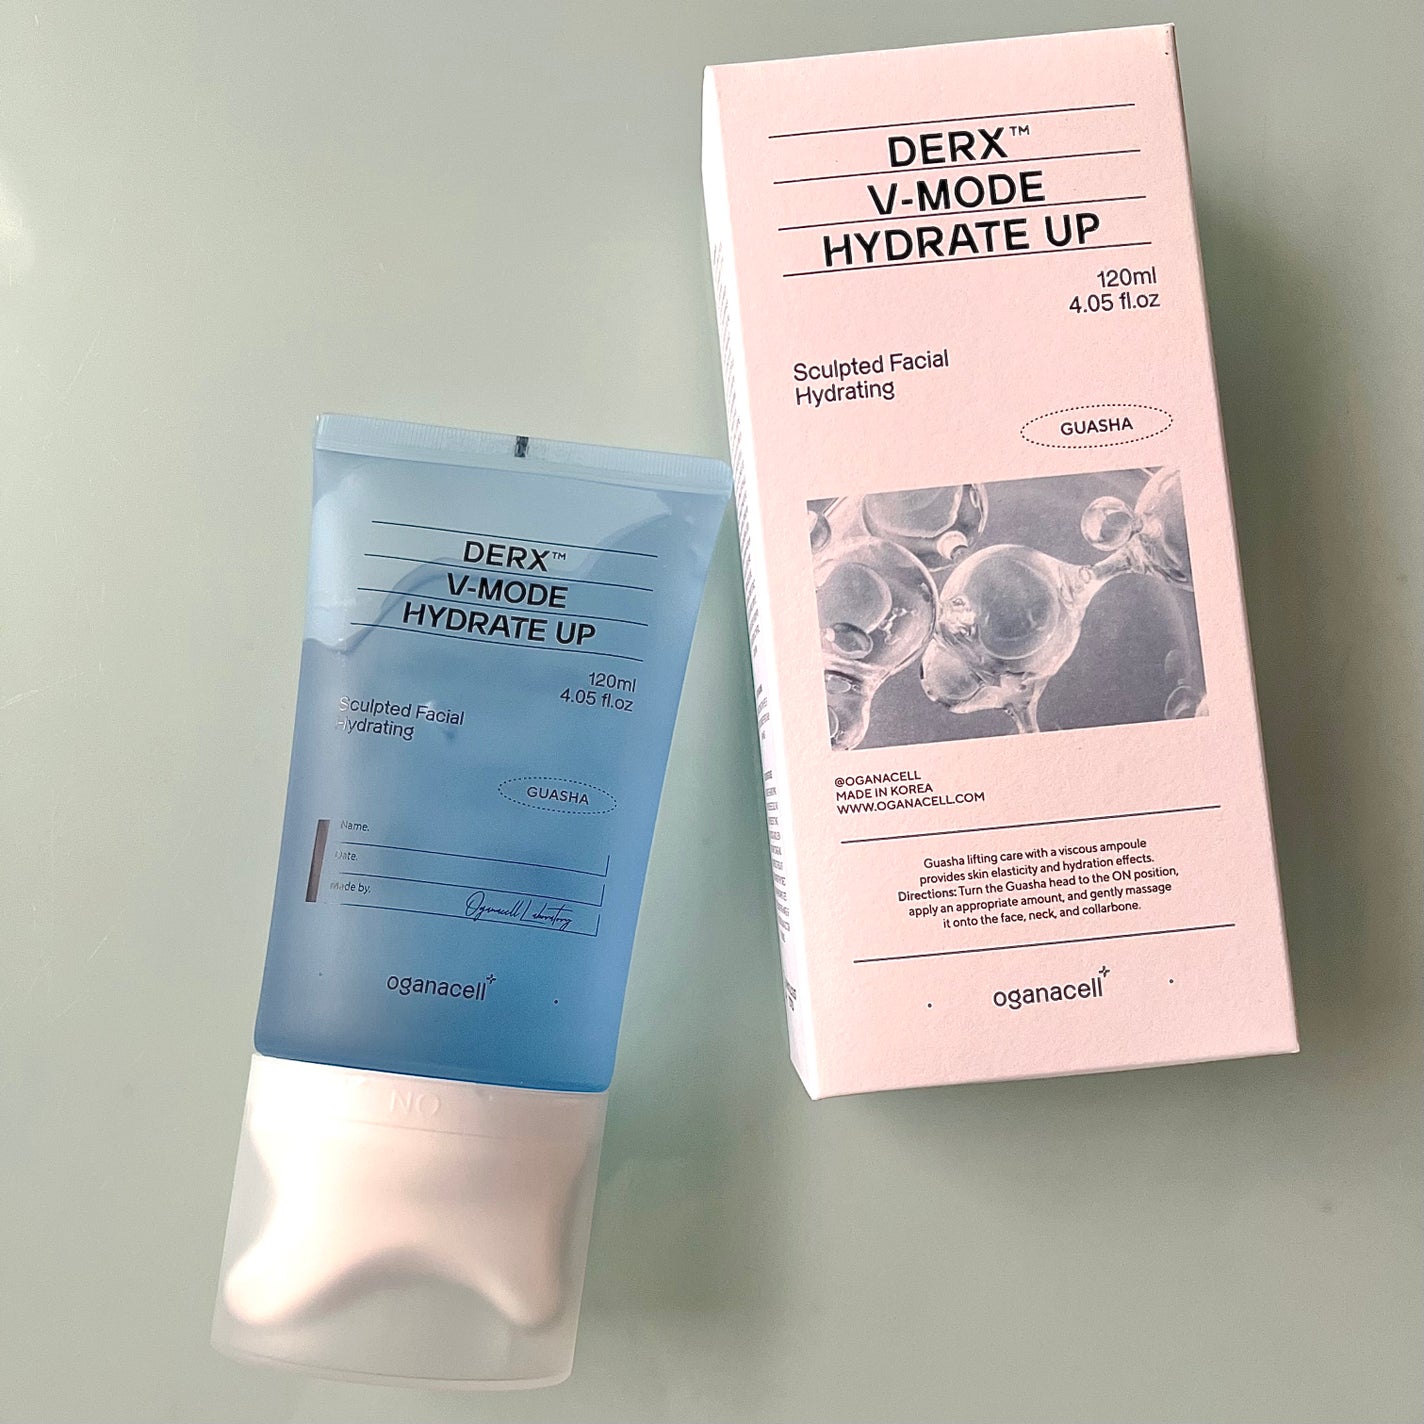 DERX™
V-MODE
HYDRATE UP
120ml
4.05 fl.oz
Sculpted Facial
Hydrating
GUASHA
Name.
Date.
Made by.
Oganacell Laboratory
oganacell
ON
DERX™
V-MODE
HYDRATE UP
120ml
4.05 fl.oz
Sculpted Facial
Hydrating
GUASHA
@OGANACELL
MADE IN KOREA
WWW.OGANACELL.COM
Guasha lifting care with a viscous ampoule
provides skin elasticity and hydration effects.
Directions: Turn the Guasha head to the ON position,
apply an appropriate amount, and gently massage
it onto the face, neck, and collarbone.
oganacell